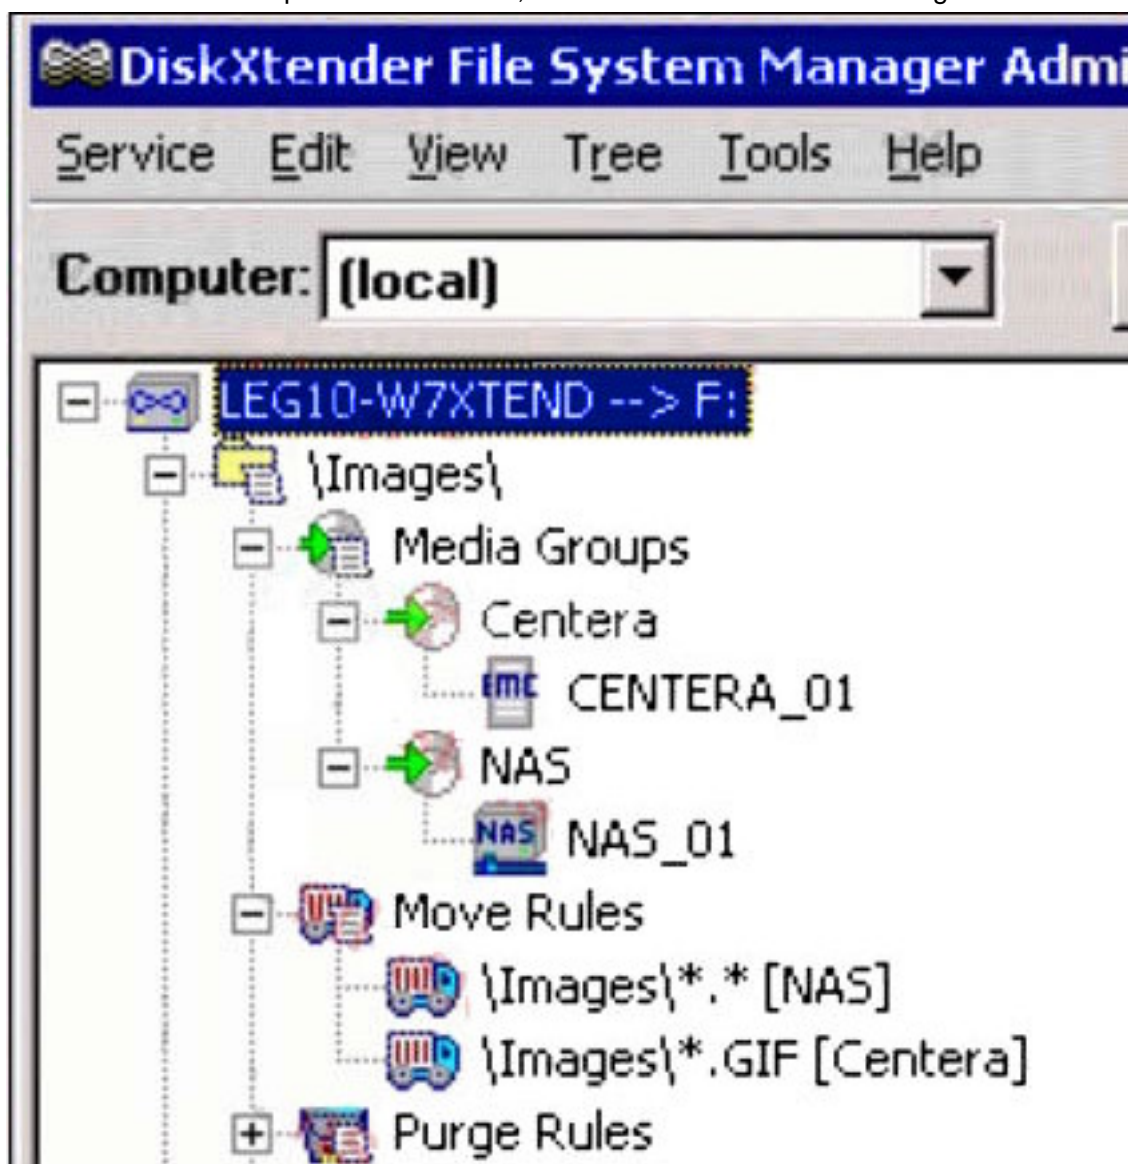 DiskXtender File System Manager Admi
Service Edit View Tree Tools Help
Computer: (local)
LEG10-W7XTEND --> F:
\Images\
Media Groups
Centera
EMC CENTERA_01
NAS
NAS NAS_01
Move Rules
\Images\*.* [NAS]
\Images\*.GIF [Centera]
Purge Rules